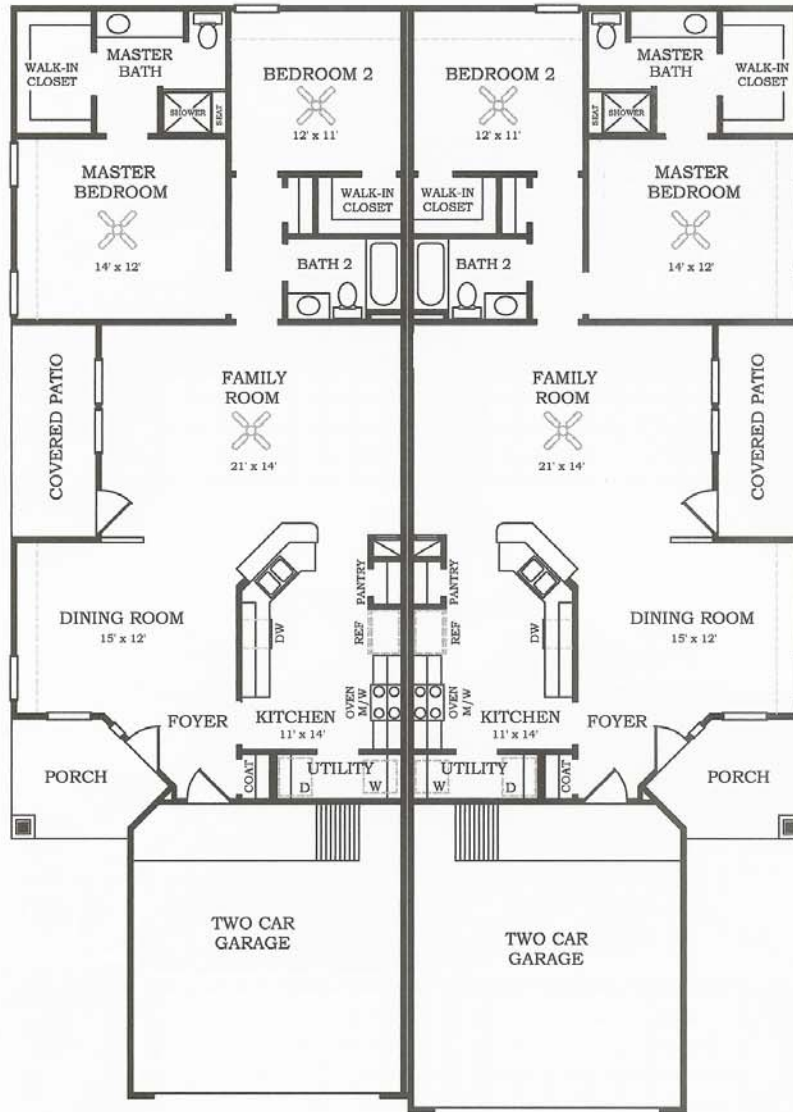 MASTER
BATH
WALK-IN
CLOSET
SHOWER
SEAT
BEDROOM 2
12' x 11'
BEDROOM 2
12' x 11'
MASTER
BATH
WALK-IN
CLOSET
SEAT
SHOWER
MASTER
BEDROOM
14' x 12'
WALK-IN
CLOSET
WALK-IN
CLOSET
MASTER
BEDROOM
14' x 12'
BATH 2
BATH 2
COVERED PATIO
FAMILY
ROOM
21' x 14'
FAMILY
ROOM
21' x 14'
COVERED PATIO
DINING ROOM
15' x 12'
DW
PANTRY
REF
OVEN
M/W
PANTRY
REF
OVEN
M/W
DW
DINING ROOM
15' x 12'
FOYER
KITCHEN
11' x 14'
KITCHEN
11' x 14'
FOYER
PORCH
COAT
UTILITY
D
W
UTILITY
W
D
COAT
PORCH
TWO CAR
GARAGE
TWO CAR
GARAGE